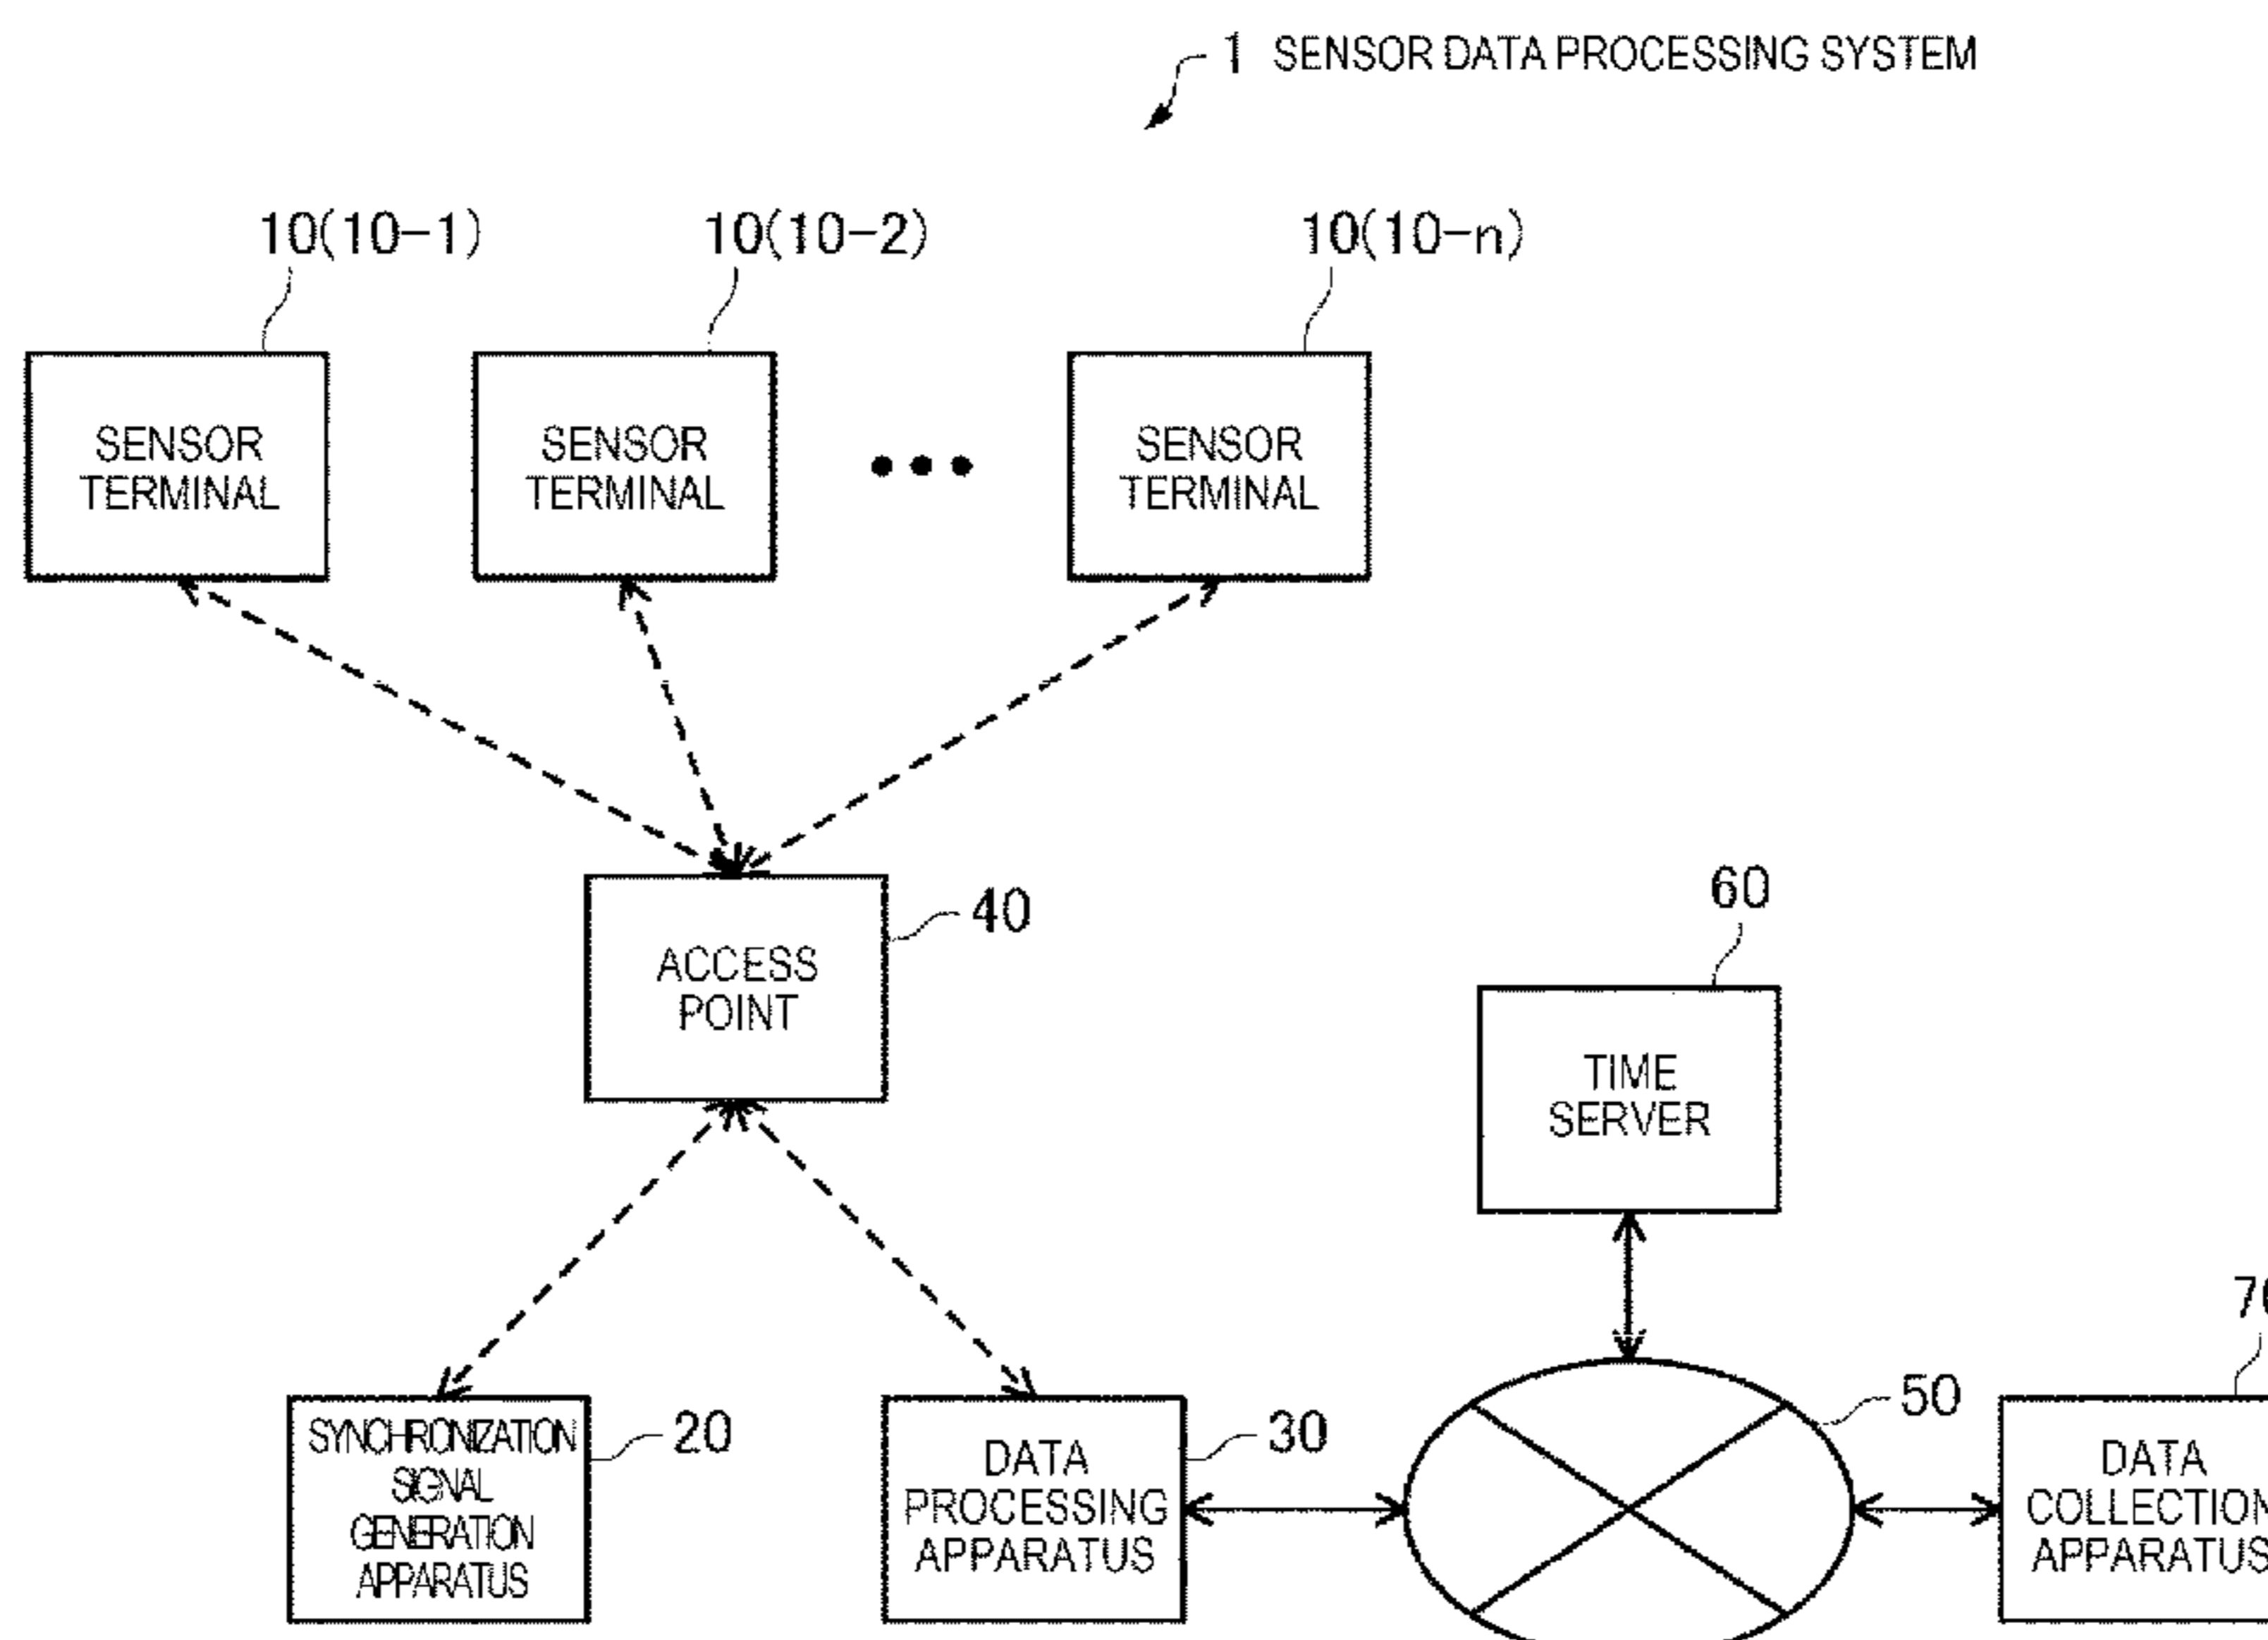 1 SENSOR DATA PROCESSING SYSTEM
10(10-1)
10(10-2)
10(10-n)
SENSOR
TERMINAL
SENSOR
TERMINAL
•••
SENSOR
TERMINAL
40
ACCESS
POINT
60
TIME
SERVER
20
SYNCHRONIZATION
SIGNAL
GENERATION
APPARATUS
30
DATA
PROCESSING
APPARATUS
50
DATA
COLLECTION
APPARATUS